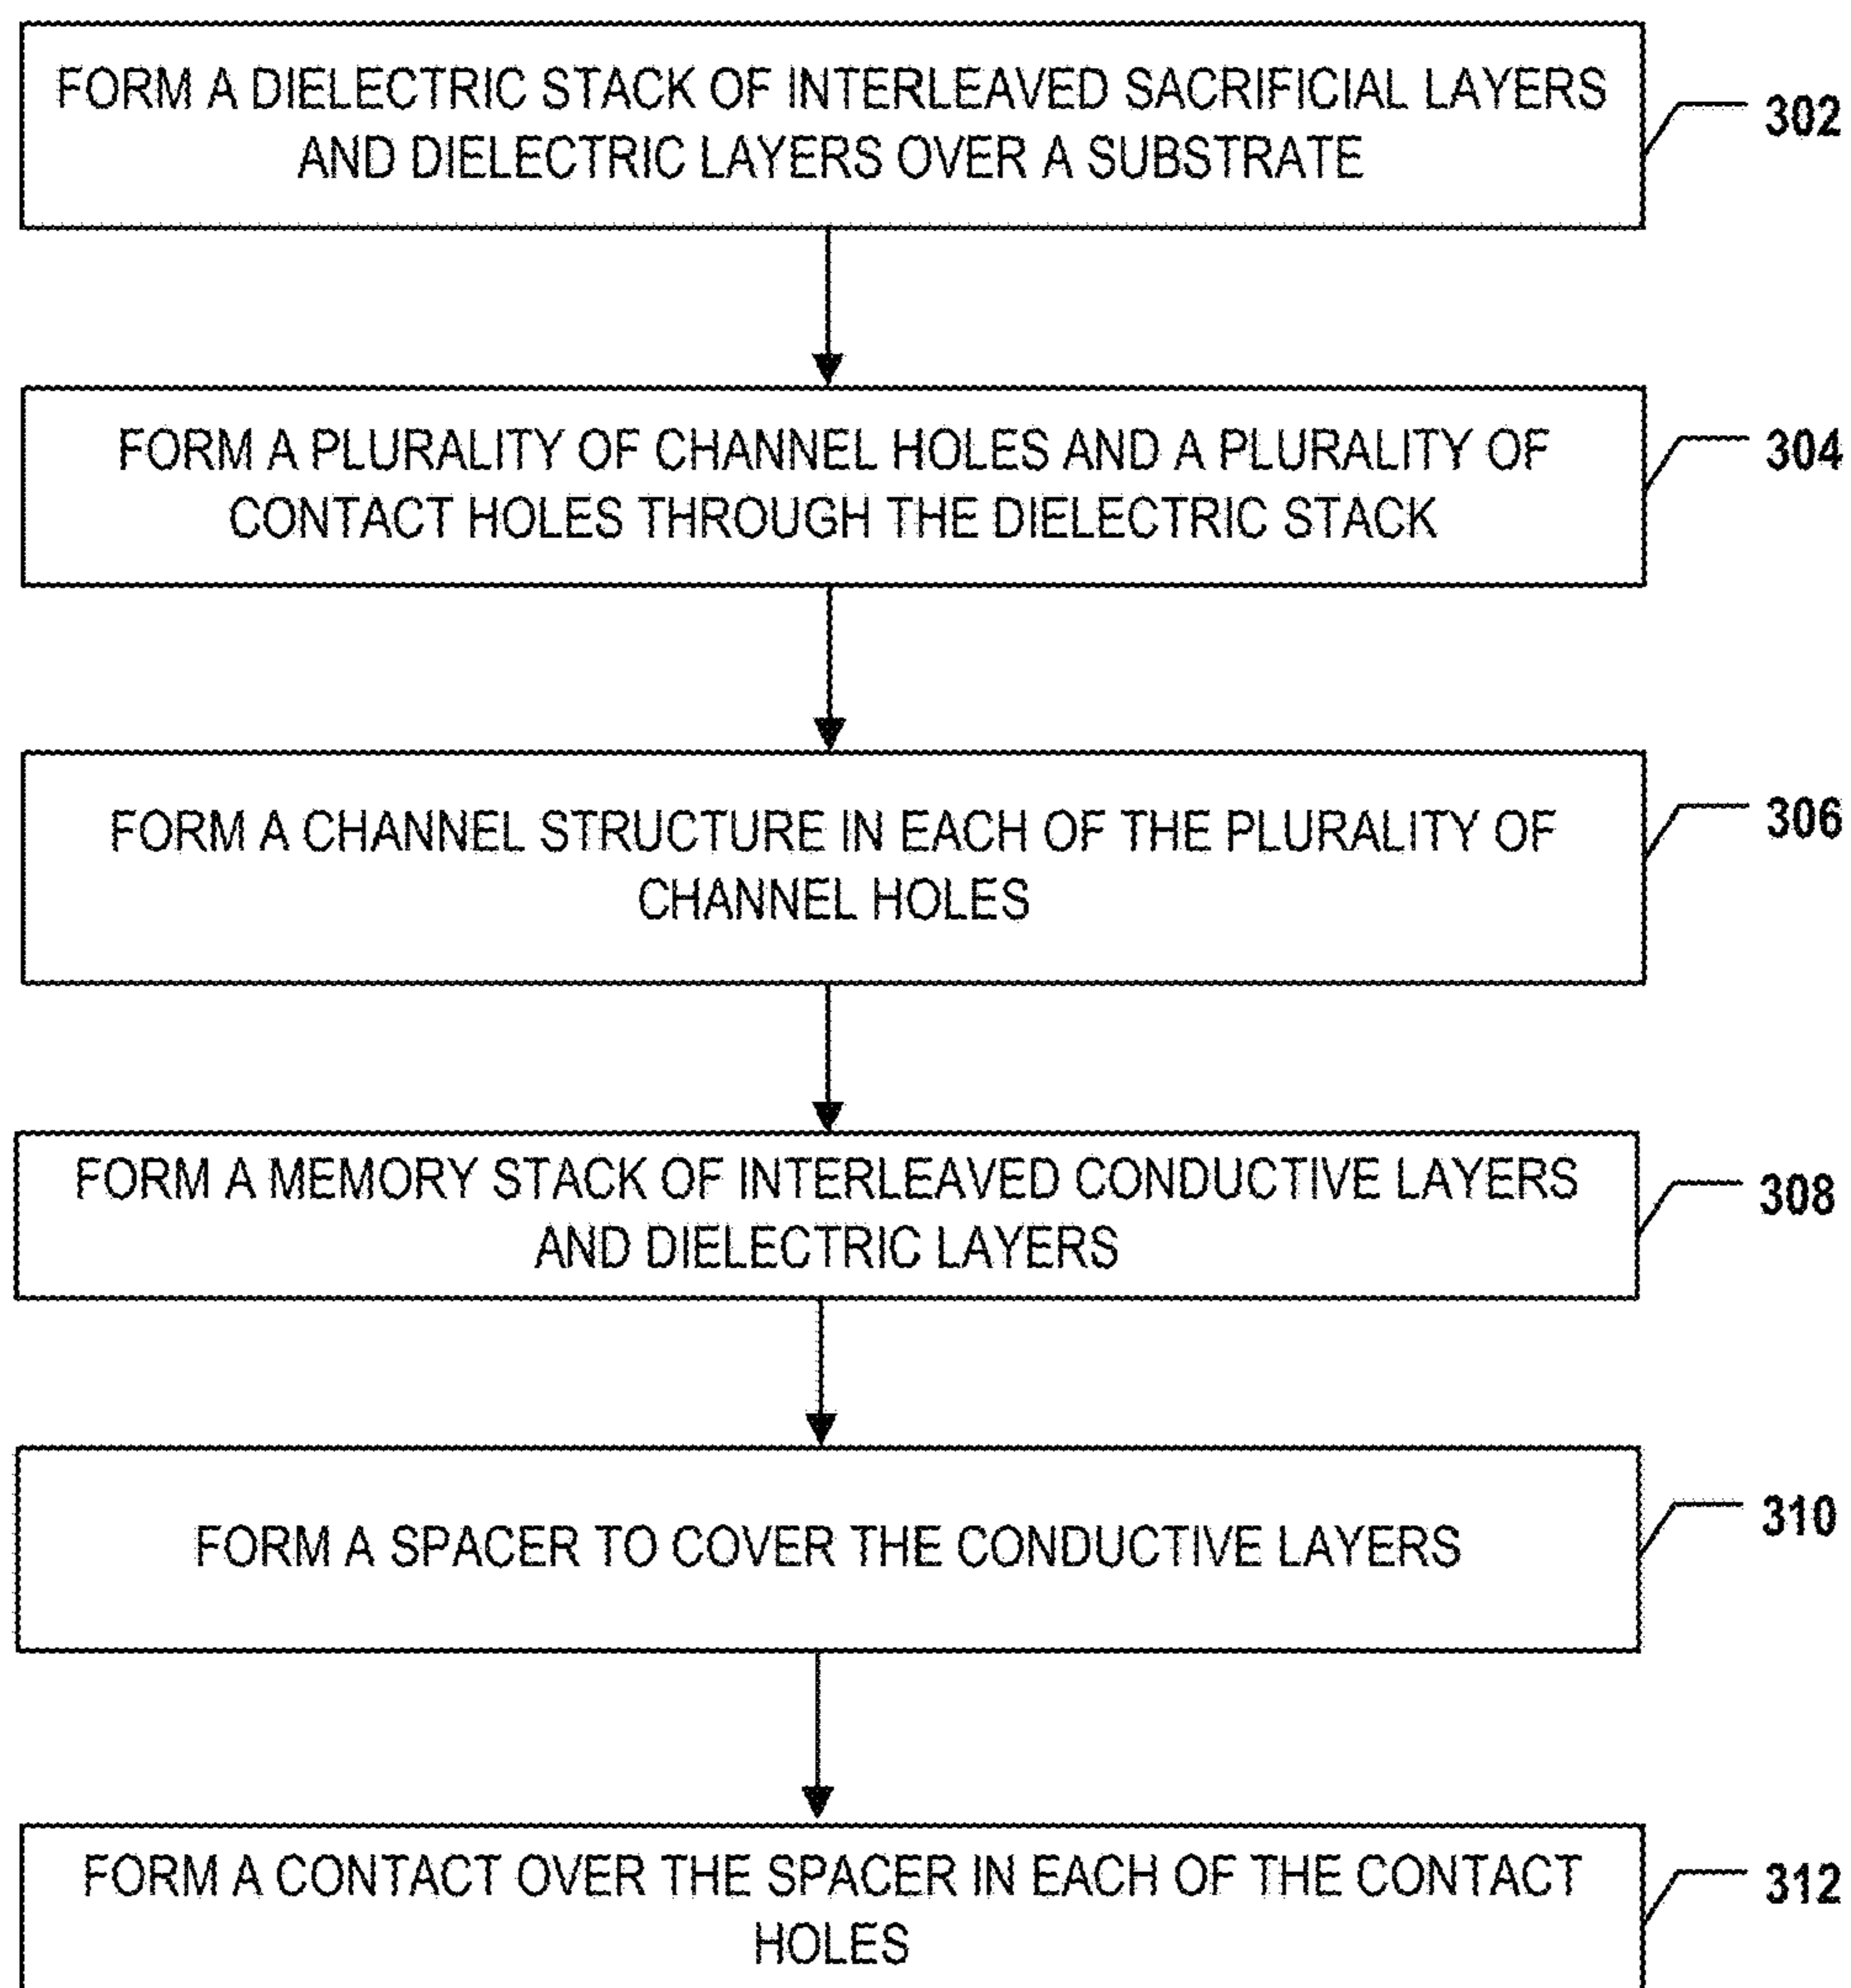 FORM A DIELECTRIC STACK OF INTERLEAVED SACRIFICIAL LAYERS
AND DIELECTRIC LAYERS OVER A SUBSTRATE
302
FORM A PLURALITY OF CHANNEL HOLES AND A PLURALITY OF
CONTACT HOLES THROUGH THE DIELECTRIC STACK
304
FORM A CHANNEL STRUCTURE IN EACH OF THE PLURALITY OF
CHANNEL HOLES
306
FORM A MEMORY STACK OF INTERLEAVED CONDUCTIVE LAYERS
AND DIELECTRIC LAYERS
308
FORM A SPACER TO COVER THE CONDUCTIVE LAYERS
310
FORM A CONTACT OVER THE SPACER IN EACH OF THE CONTACT
HOLES
312